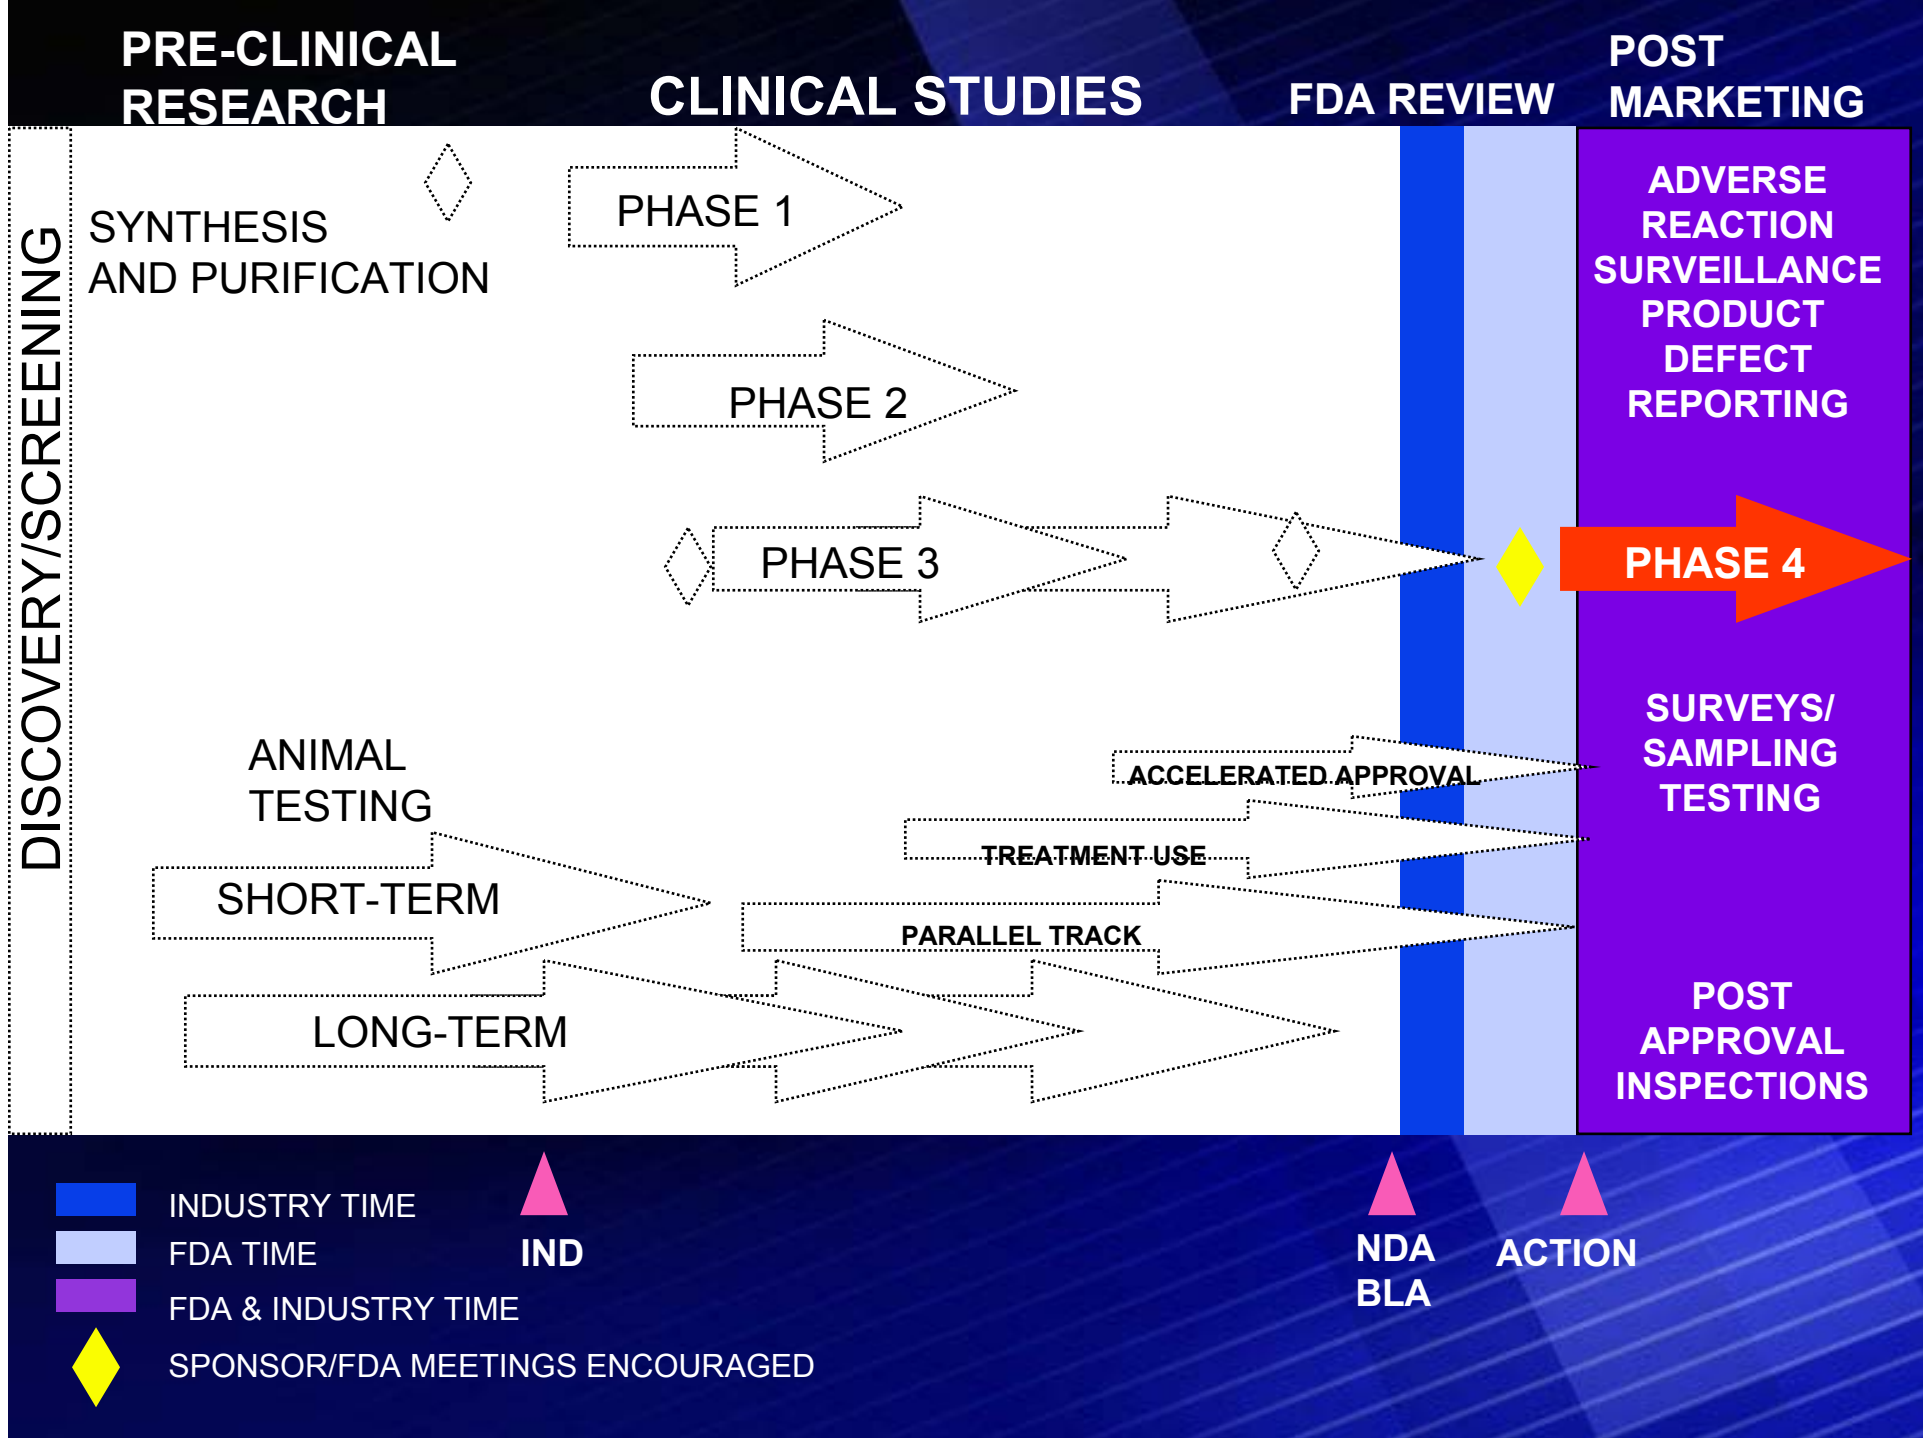 PRE-CLINICAL
RESEARCH
CLINICAL STUDIES
FDA REVIEW
POST
MARKETING
DISCOVERY/SCREENING
SYNTHESIS
AND PURIFICATION
PHASE 1
PHASE 2
PHASE 3
PHASE 4
ADVERSE
REACTION
SURVEILLANCE
PRODUCT
DEFECT
REPORTING
SURVEYS/
SAMPLING
TESTING
POST
APPROVAL
INSPECTIONS
ANIMAL
TESTING
ACCELERATED APPROVAL
TREATMENT USE
SHORT-TERM
PARALLEL TRACK
LONG-TERM
INDUSTRY TIME
FDA TIME
FDA & INDUSTRY TIME
SPONSOR/FDA MEETINGS ENCOURAGED
IND
NDA
BLA
ACTION